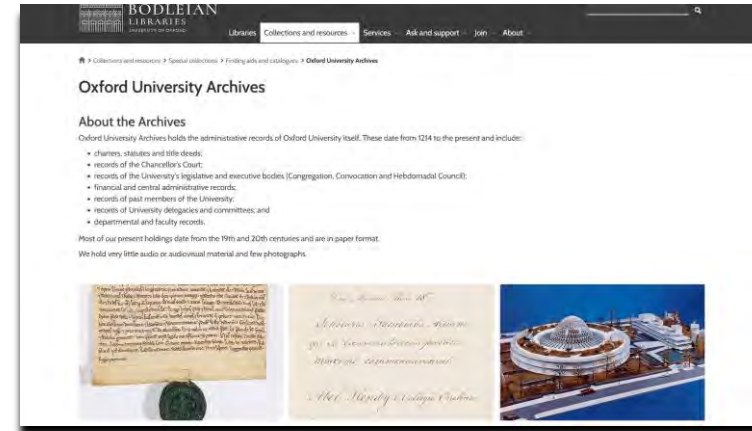 BODLEIAN
LIBRARIES
UNIVERSITY OF OXFORD
Libraries Collections and resources Services Ask and support Join About
Collections and resources > Special collections > Finding aids and catalogues > Oxford University Archives
Oxford University Archives
About the Archives
Oxford University Archives holds the administrative records of Oxford University itself. These date from 1214 to the present and include:
• charters, statutes and title deeds;
• records of the Chancellor's Court;
• records of the University's legislative and executive bodies (Congregation, Convocation and Hebdomadal Council);
• financial and central administrative records;
• records of past members of the University;
• records of University delegacies and committees; and
• departmental and faculty records.
Most of our present holdings date from the 19th and 20th centuries and are in paper format.
We hold very little audio or audiovisual material and few photographs.